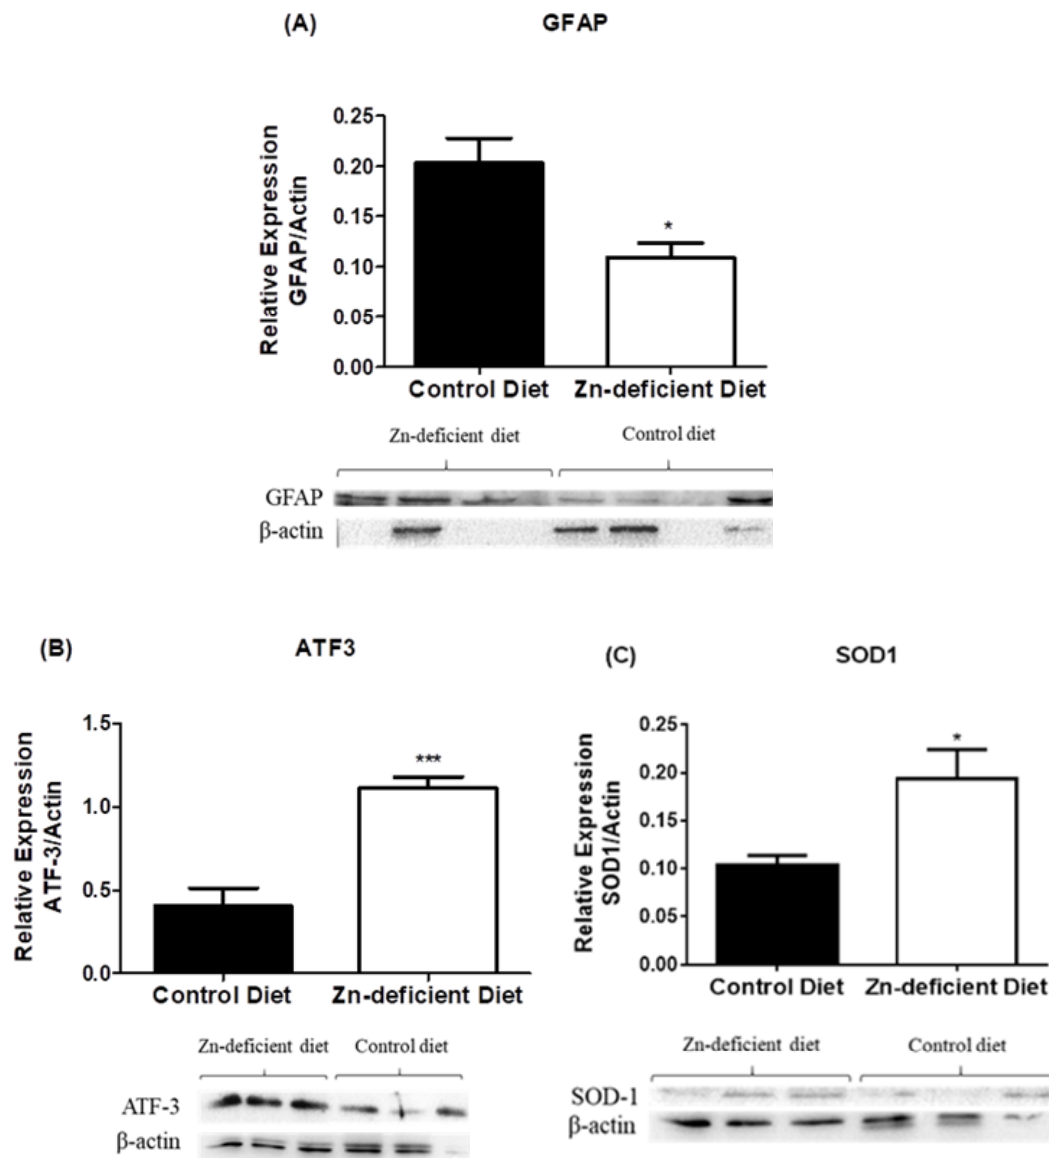 (A) GFAP
0.25
0.20
0.15
0.10
0.05
0.00
Relative Expression
GFAP/Actin
*
Control Diet Zn-deficient Diet
Zn-deficient diet Control diet
GFAP
β-actin
(B) ATF3
1.5
1.0
0.5
0.0
Relative Expression
ATF-3/Actin
***
Control Diet Zn-deficient Diet
Zn-deficient diet Control diet
ATF-3
β-actin
(C) SOD1
0.25
0.20
0.15
0.10
0.05
0.00
Relative Expression
SOD1/Actin
*
Control Diet Zn-deficient Diet
Zn-deficient diet Control diet
SOD-1
β-actin